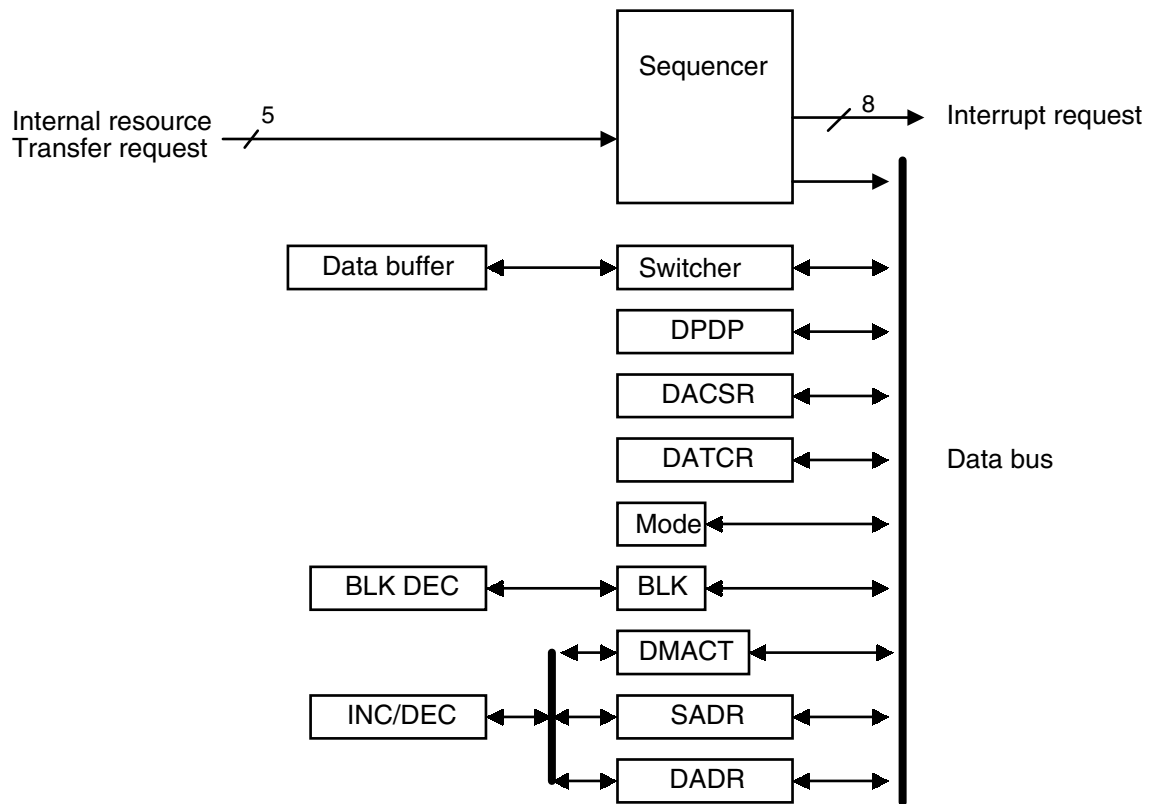 Sequencer
5
8
Internal resource
Transfer request
Interrupt request
Data buffer
Switcher
DPDP
DACSR
DATCR
Data bus
Mode
BLK DEC
BLK
DMACT
INC/DEC
SADR
DADR